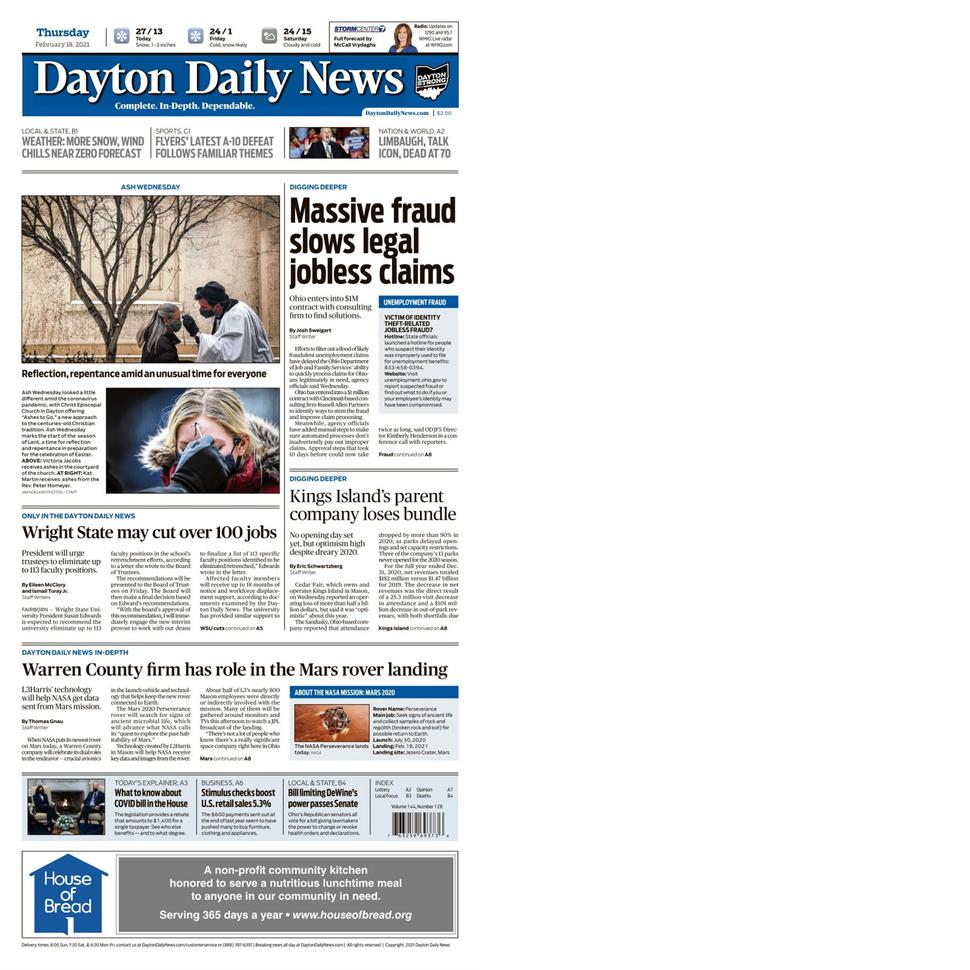 Thursday
February 18, 2021
27 / 13
Today
Snow, 1–3 inches
24 / 1
Friday
Cold, snow likely
24 / 15
Saturday
Cloudy and cold
STORMCENTER
Full forecast by
McCall Vrydaghs
Radio: Updates on
1290 and 95.7
WHIO. Live radar
at WHIO.com
Dayton Daily News
DAYTON
STRONG
Complete. In-Depth. Dependable.
DaytonDailyNews.com | $2.00
LOCAL & STATE, B1
WEATHER: MORE SNOW, WIND
CHILLS NEAR ZERO FORECAST
SPORTS, C1
FLYERS' LATEST A-10 DEFEAT
FOLLOWS FAMILIAR THEMES
NATION & WORLD, A2
LIMBAUGH, TALK
ICON, DEAD AT 70
ASH WEDNESDAY
Reflection, repentance amid an unusual time for everyone
Ash Wednesday looked a little
different amid the coronavirus
pandemic, with Christ Episcopal
Church in Dayton offering
"Ashes to Go," a new approach
to the centuries-old Christian
tradition. Ash Wednesday
marks the start of the season
of Lent, a time for reflection
and repentance in preparation
for the celebration of Easter.
ABOVE: Victoria Jacobs
receives ashes in the courtyard
of the church. AT RIGHT: Kat
Martin receives ashes from the
Rev. Peter Homeyer.
JIM NOELKER PHOTOS / STAFF
DIGGING DEEPER
Massive fraud
slows legal
jobless claims
Ohio enters into $1M
contract with consulting
firm to find solutions.
By Josh Sweigart
Staff Writer
Efforts to filter out a flood of likely
fraudulent unemployment claims
have delayed the Ohio Department
of Job and Family Services' ability
to quickly process claims for Ohio-
ans legitimately in need, agency
officials said Wednesday.
Ohio has entered into a $1 million
contract with Cincinnati-based con-
sulting firm Russell Allen Partners
to identify ways to stem the fraud
and improve claim processing.
Meanwhile, agency officials
have added manual steps to make
sure automated processes don't
inadvertently pay out improper
claims. Approval steps that took
10 days before could now take
UNEMPLOYMENT FRAUD
VICTIM OF IDENTITY
THEFT-RELATED
JOBLESS FRAUD?
Hotline: State officials
launched a hotline for people
who suspect their identity
was improperly used to file
for unemployment benefits:
833-658-0394.
Website: Visit
unemployment.ohio.gov to
report suspected fraud or
find out what to do if you or
your employee's identity may
have been compromised.
twice as long, said ODJFS Direc-
tor Kimberly Henderson in a con-
ference call with reporters.
Fraud continued on A8
DIGGING DEEPER
Kings Island's parent
company loses bundle
No opening day set
yet, but optimism high
despite dreary 2020.
By Eric Schwartzberg
Staff Writer
Cedar Fair, which owns and
operates Kings Island in Mason,
on Wednesday reported an oper-
ating loss of more than half a bil-
lion dollars, but said it was "opti-
mistic" about this year.
The Sandusky, Ohio-based com-
pany reported that attendance
dropped by more than 90% in
2020, as parks delayed open-
ings and set capacity restrictions.
Three of the company's 13 parks
never opened for the 2020 season.
For the full year ended Dec.
31, 2020, net revenues totaled
$182 million versus $1.47 billion
for 2019. The decrease in net
revenues was the direct result
of a 25.3 million-visit decrease
in attendance and a $101 mil-
lion decrease in out-of-park rev-
enues, with both shortfalls due
Kings Island continued on A8
ONLY IN THE DAYTON DAILY NEWS
Wright State may cut over 100 jobs
President will urge
trustees to eliminate up
to 113 faculty positions.
By Eileen McClory
and Ismail Turay Jr.
Staff Writers
FAIRBORN – Wright State Uni-
versity President Susan Edwards
is expected to recommend the
university eliminate up to 113
faculty positions in the school's
retrenchment efforts, according
to a letter she wrote to the Board
of Trustees.
The recommendations will be
presented to the Board of Trust-
ees on Friday. The Board will
then make a final decision based
on Edward's recommendations.
"With the board's approval of
this recommendation, I will imme-
diately engage the new interim
provost to work with our deans
to finalize a list of 113 specific
faculty positions identified to be
eliminated/retrenched," Edwards
wrote in the letter.
Affected faculty members
will receive up to 18 months of
notice and workforce displace-
ment support, according to doc-
uments examined by the Day-
ton Daily News. The university
has provided similar support to
WSU cuts continued on A5
DAYTON DAILY NEWS IN-DEPTH
Warren County firm has role in the Mars rover landing
L3Harris' technology
will help NASA get data
sent from Mars mission.
By Thomas Gnau
Staff Writer
When NASA puts its newest rover
on Mars today, a Warren County
company will celebrate its dual roles
in the endeavor — crucial avionics
in the launch vehicle and technol-
ogy that helps keep the new rover
connected to Earth.
The Mars 2020 Perseverance
rover will search for signs of
ancient microbial life, which
will advance what NASA calls
its "quest to explore the past hab-
itability of Mars."
Technology created by L3Harris
in Mason will help NASA receive
key data and images from the rover.
About half of L3's nearly 800
Mason employees were directly
or indirectly involved with the
mission. Many of them will be
gathered around monitors and
TVs this afternoon to watch a JPL
broadcast of the landing.
"There's not a lot of people who
know there's a really significant
space company right here in Ohio
Mars continued on A8
ABOUT THE NASA MISSION: MARS 2020
The NASA Perseverance lands
today. NASA
Rover Name: Perseverance
Main job: Seek signs of ancient life
and collect samples of rock and
regolith (broken rock and soil) for
possible return to Earth.
Launch: July 30, 2020
Landing: Feb. 18, 2021
Landing site: Jezero Crater, Mars
TODAY'S EXPLAINER, A3
What to know about
COVID bill in the House
The legislation provides a rebate
that amounts to $1,400 for a
single taxpayer. See who else
benefits — and to what degree.
BUSINESS, A6
Stimulus checks boost
U.S. retail sales 5.3%
The $600 payments sent out at
the end of last year seem to have
pushed many to buy furniture,
clothing and appliances.
LOCAL & STATE, B4
Bill limiting DeWine's
power passes Senate
Ohio's Republican senators all
vote for a bill giving lawmakers
the power to change or revoke
health orders and declarations.
INDEX
Lottery A2 Opinion A7
Local Focus B3 Deaths B4
Volume 144, Number 128
House
of
Bread
A non-profit community kitchen
honored to serve a nutritious lunchtime meal
to anyone in our community in need.
Serving 365 days a year • www.houseofbread.org
Delivery times: 8:00 Sun, 7:30 Sat, & 6:30 Mon-Fri; contact us at DaytonDailyNews.com/customerservice or (888) 397-6397 | Breaking news all day at DaytonDailyNews.com | All rights reserved | Copyright 2021 Dayton Daily News